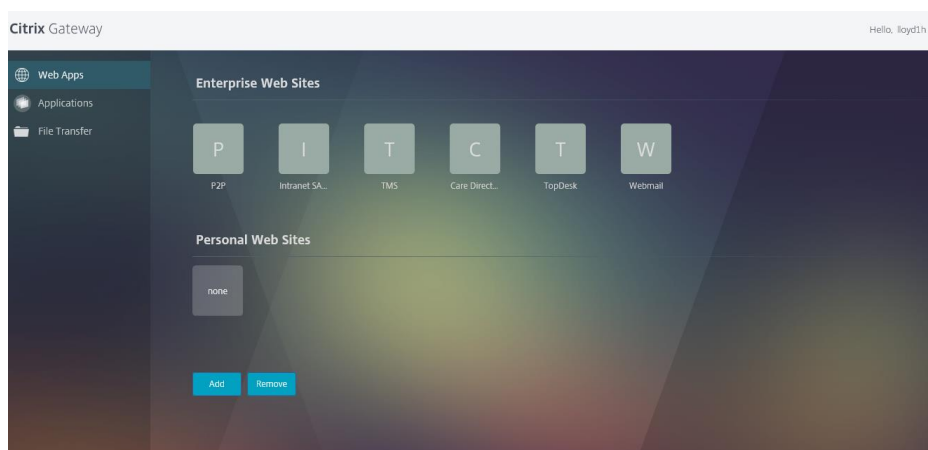 Citrix Gateway
Hello, lloyd1h
Web Apps
Applications
File Transfer
Enterprise Web Sites
P I T C T W
P2P Intranet SA... TMS Care Direct... TopDesk Webmail
Personal Web Sites
none
Add Remove